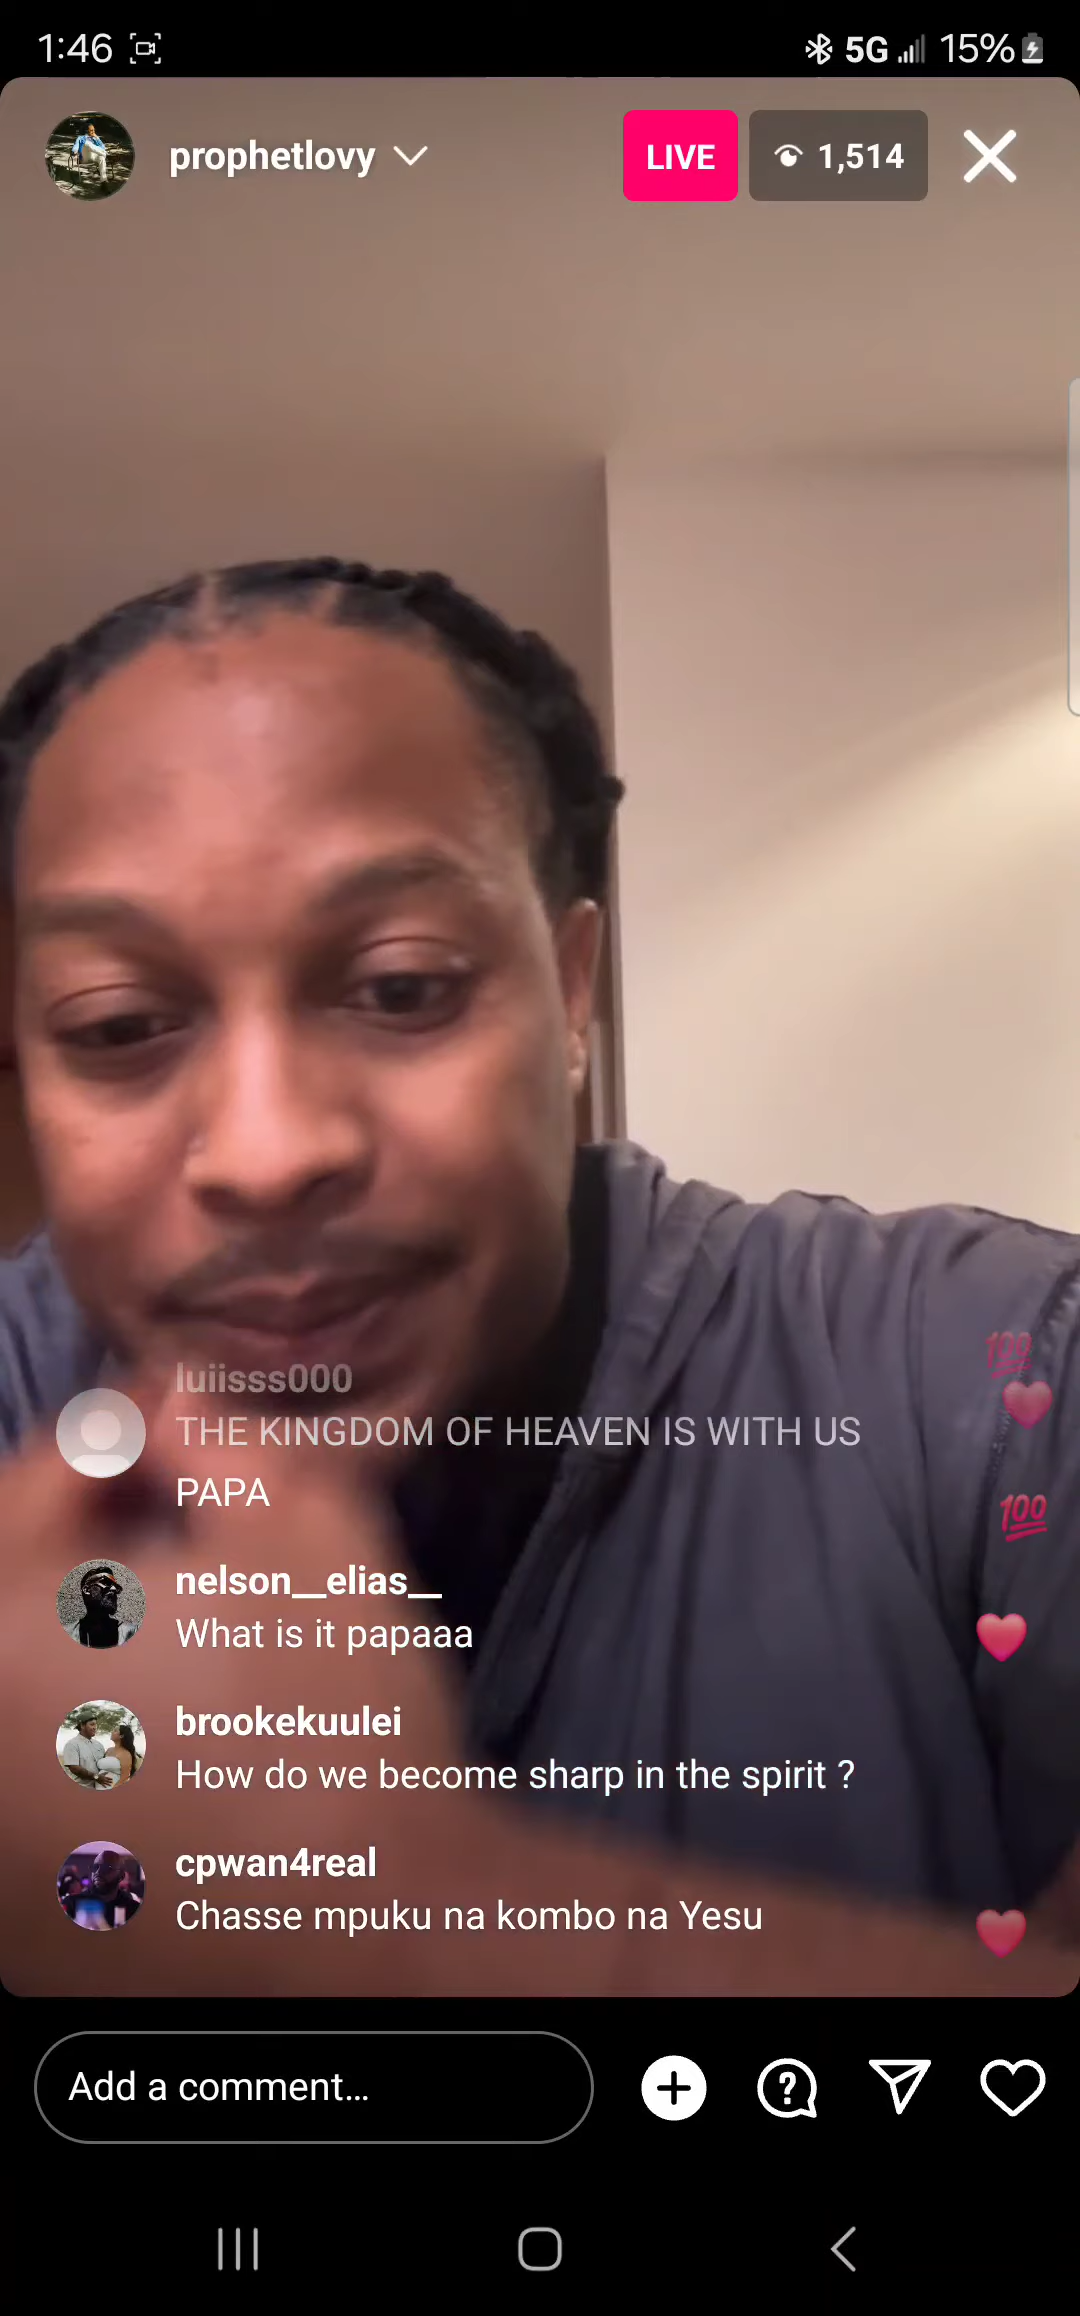 1:46
5G 15%
prophetlovy
LIVE
1,514
luiisss000
THE KINGDOM OF HEAVEN IS WITH US
PAPA
nelson__elias__
What is it papaaa
brookekuulei
How do we become sharp in the spirit ?
cpwan4real
Chasse mpuku na kombo na Yesu
100
100
Add a comment...